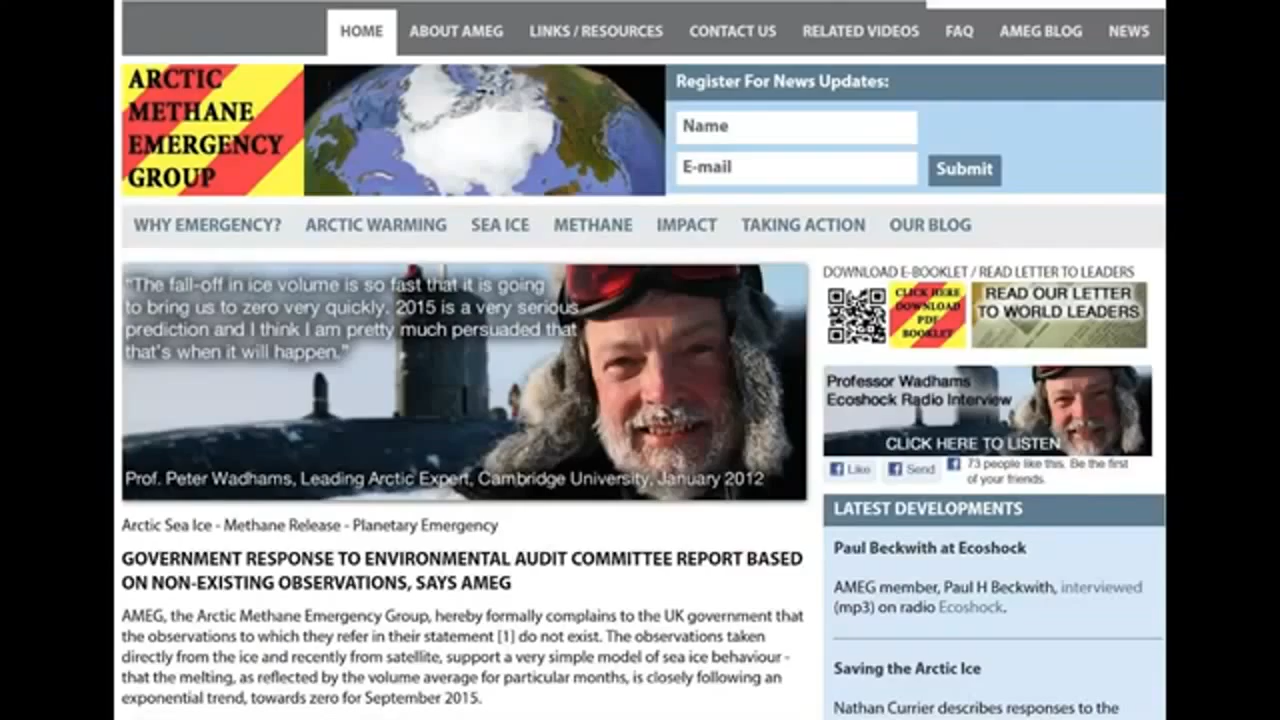 HOME ABOUT AMEG LINKS / RESOURCES CONTACT US RELATED VIDEOS FAQ AMEG BLOG NEWS
ARCTIC
METHANE
EMERGENCY
GROUP
Register For News Updates:
Name
E-mail
Submit
WHY EMERGENCY? ARCTIC WARMING SEA ICE METHANE IMPACT TAKING ACTION OUR BLOG
"The fall-off in ice volume is so fast that it is going
to bring us to zero very quickly. 2015 is a very serious
prediction and I think I am pretty much persuaded that
that's when it will happen."
Prof. Peter Wadhams, Leading Arctic Expert, Cambridge University, January 2012
Arctic Sea Ice - Methane Release - Planetary Emergency
GOVERNMENT RESPONSE TO ENVIRONMENTAL AUDIT COMMITTEE REPORT BASED
ON NON-EXISTING OBSERVATIONS, SAYS AMEG
AMEG, the Arctic Methane Emergency Group, hereby formally complains to the UK government that
the observations to which they refer in their statement [1] do not exist. The observations taken
directly from the ice and recently from satellite, support a very simple model of sea ice behaviour -
that the melting, as reflected by the volume average for particular months, is closely following an
exponential trend, towards zero for September 2015.
DOWNLOAD E-BOOKLET / READ LETTER TO LEADERS
CLICK HERE
DOWNLOAD
PDF
BOOKLET
READ OUR LETTER
TO WORLD LEADERS
Professor Wadhams
Ecoshock Radio Interview
CLICK HERE TO LISTEN
Like Send 73 people like this. Be the first
of your friends.
LATEST DEVELOPMENTS
Paul Beckwith at Ecoshock
AMEG member, Paul H Beckwith, interviewed
(mp3) on radio Ecoshock.
Saving the Arctic Ice
Nathan Currier describes responses to the